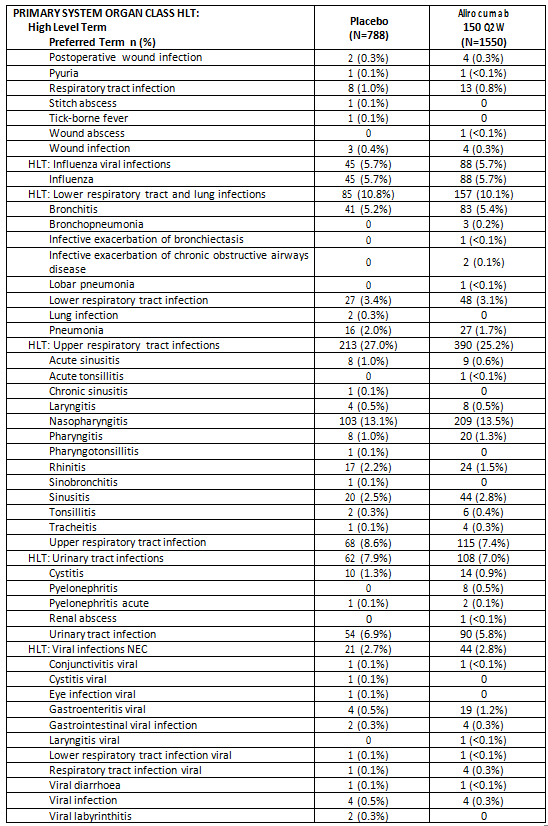 PRIMARY SYSTEM ORGAN CLASS HLT: High Level Term Preferred Term n (%) Placebo (N=788) Alirocumab 150 Q2W (N=1550)
Postoperative wound infection 2 (0.3%) 4 (0.3%)
Pyuria 1 (0.1%) 1 (<0.1%)
Respiratory tract infection 8 (1.0%) 13 (0.8%)
Stitch abscess 1 (0.1%) 0
Tick-borne fever 1 (0.1%) 0
Wound abscess 0 1 (<0.1%)
Wound infection 3 (0.4%) 4 (0.3%)
HLT: Influenza viral infections 45 (5.7%) 88 (5.7%)
Influenza 45 (5.7%) 88 (5.7%)
HLT: Lower respiratory tract and lung infections 85 (10.8%) 157 (10.1%)
Bronchitis 41 (5.2%) 83 (5.4%)
Bronchopneumonia 0 3 (0.2%)
Infective exacerbation of bronchiectasis 0 1 (<0.1%)
Infective exacerbation of chronic obstructive airways disease 0 2 (0.1%)
Lobar pneumonia 0 1 (<0.1%)
Lower respiratory tract infection 27 (3.4%) 48 (3.1%)
Lung infection 2 (0.3%) 0
Pneumonia 16 (2.0%) 27 (1.7%)
HLT: Upper respiratory tract infections 213 (27.0%) 390 (25.2%)
Acute sinusitis 8 (1.0%) 9 (0.6%)
Acute tonsillitis 0 1 (<0.1%)
Chronic sinusitis 1 (0.1%) 0
Laryngitis 4 (0.5%) 8 (0.5%)
Nasopharyngitis 103 (13.1%) 209 (13.5%)
Pharyngitis 8 (1.0%) 20 (1.3%)
Pharyngotonsillitis 1 (0.1%) 0
Rhinitis 17 (2.2%) 24 (1.5%)
Sinobronchitis 1 (0.1%) 0
Sinusitis 20 (2.5%) 44 (2.8%)
Tonsillitis 2 (0.3%) 6 (0.4%)
Tracheitis 1 (0.1%) 4 (0.3%)
Upper respiratory tract infection 68 (8.6%) 115 (7.4%)
HLT: Urinary tract infections 62 (7.9%) 108 (7.0%)
Cystitis 10 (1.3%) 14 (0.9%)
Pyelonephritis 0 8 (0.5%)
Pyelonephritis acute 1 (0.1%) 2 (0.1%)
Renal abscess 0 1 (<0.1%)
Urinary tract infection 54 (6.9%) 90 (5.8%)
HLT: Viral infections NEC 21 (2.7%) 44 (2.8%)
Conjunctivitis viral 1 (0.1%) 1 (<0.1%)
Cystitis viral 1 (0.1%) 0
Eye infection viral 1 (0.1%) 0
Gastroenteritis viral 4 (0.5%) 19 (1.2%)
Gastrointestinal viral infection 2 (0.3%) 4 (0.3%)
Laryngitis viral 0 1 (<0.1%)
Lower respiratory tract infection viral 1 (0.1%) 1 (<0.1%)
Respiratory tract infection viral 1 (0.1%) 4 (0.3%)
Viral diarrhoea 1 (0.1%) 1 (<0.1%)
Viral infection 4 (0.5%) 4 (0.3%)
Viral labyrinthitis 2 (0.3%) 0